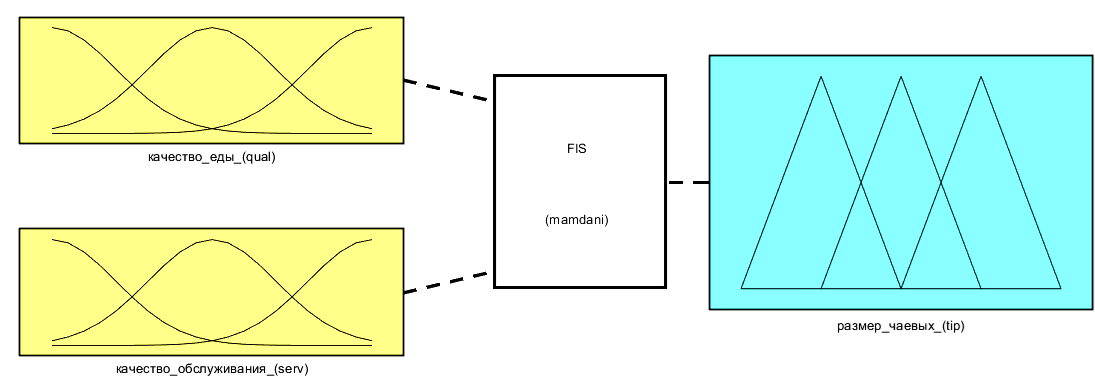 качество_еды_(qual)
FIS
(mamdani)
размер_чаевых_(tip)
качество_обслуживания_(serv)